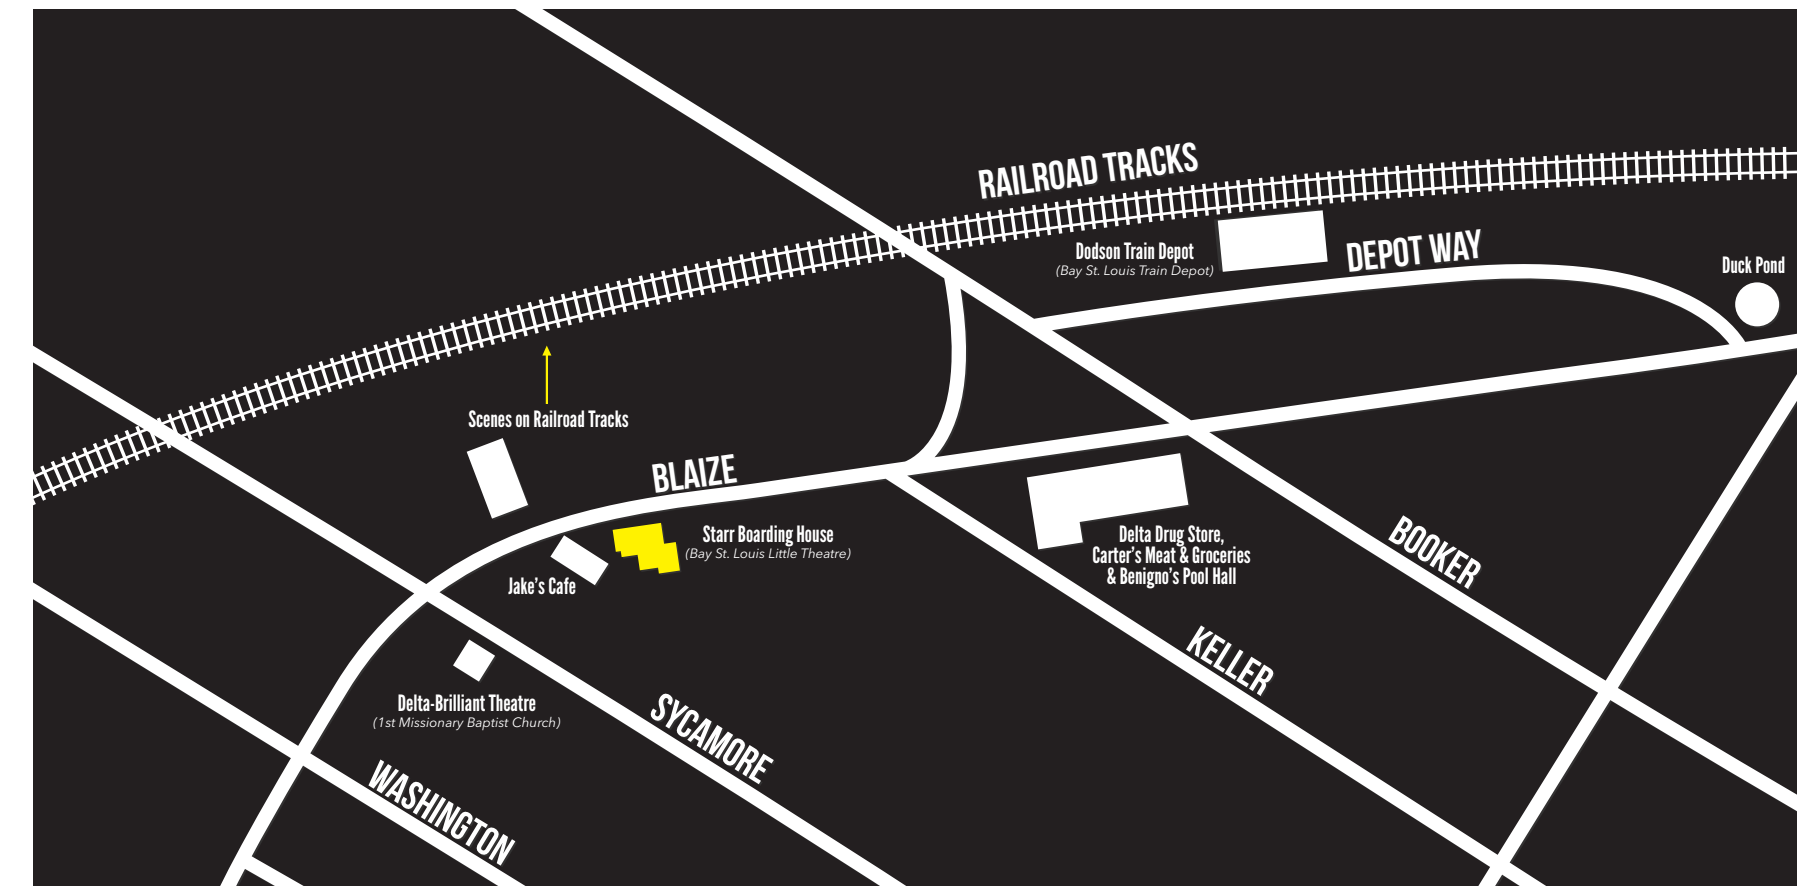 RAILROAD TRACKS
Dodson Train Depot
(Bay St. Louis Train Depot)
DEPOT WAY
Duck Pond
Scenes on Railroad Tracks
BLAIZE
Starr Boarding House
(Bay St. Louis Little Theatre)
Jake's Cafe
Delta Drug Store,
Carter's Meat & Groceries
& Benigno's Pool Hall
BOOKER
KELLER
Delta-Brilliant Theatre
(1st Missionary Baptist Church)
SYCAMORE
WASHINGTON